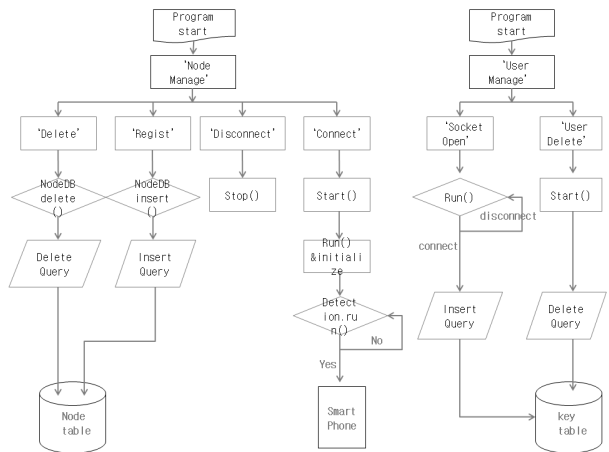 Program
start
Program
start
'Node
Manage'
'User
Manage'
'Delete'
'Regist'
'Disconnect'
'Connect'
'Socket
Open'
'User
Delete'
NodeDB
delete
()
NodeDB
insert
()
Stop()
Start()
Run()
disconnect
Start()
connect
Run()
&initiali
ze
Delete
Query
Insert
Query
Detect
ion.ru
n()
No
Yes
Insert
Query
Delete
Query
Node
table
Smart
Phone
key
table